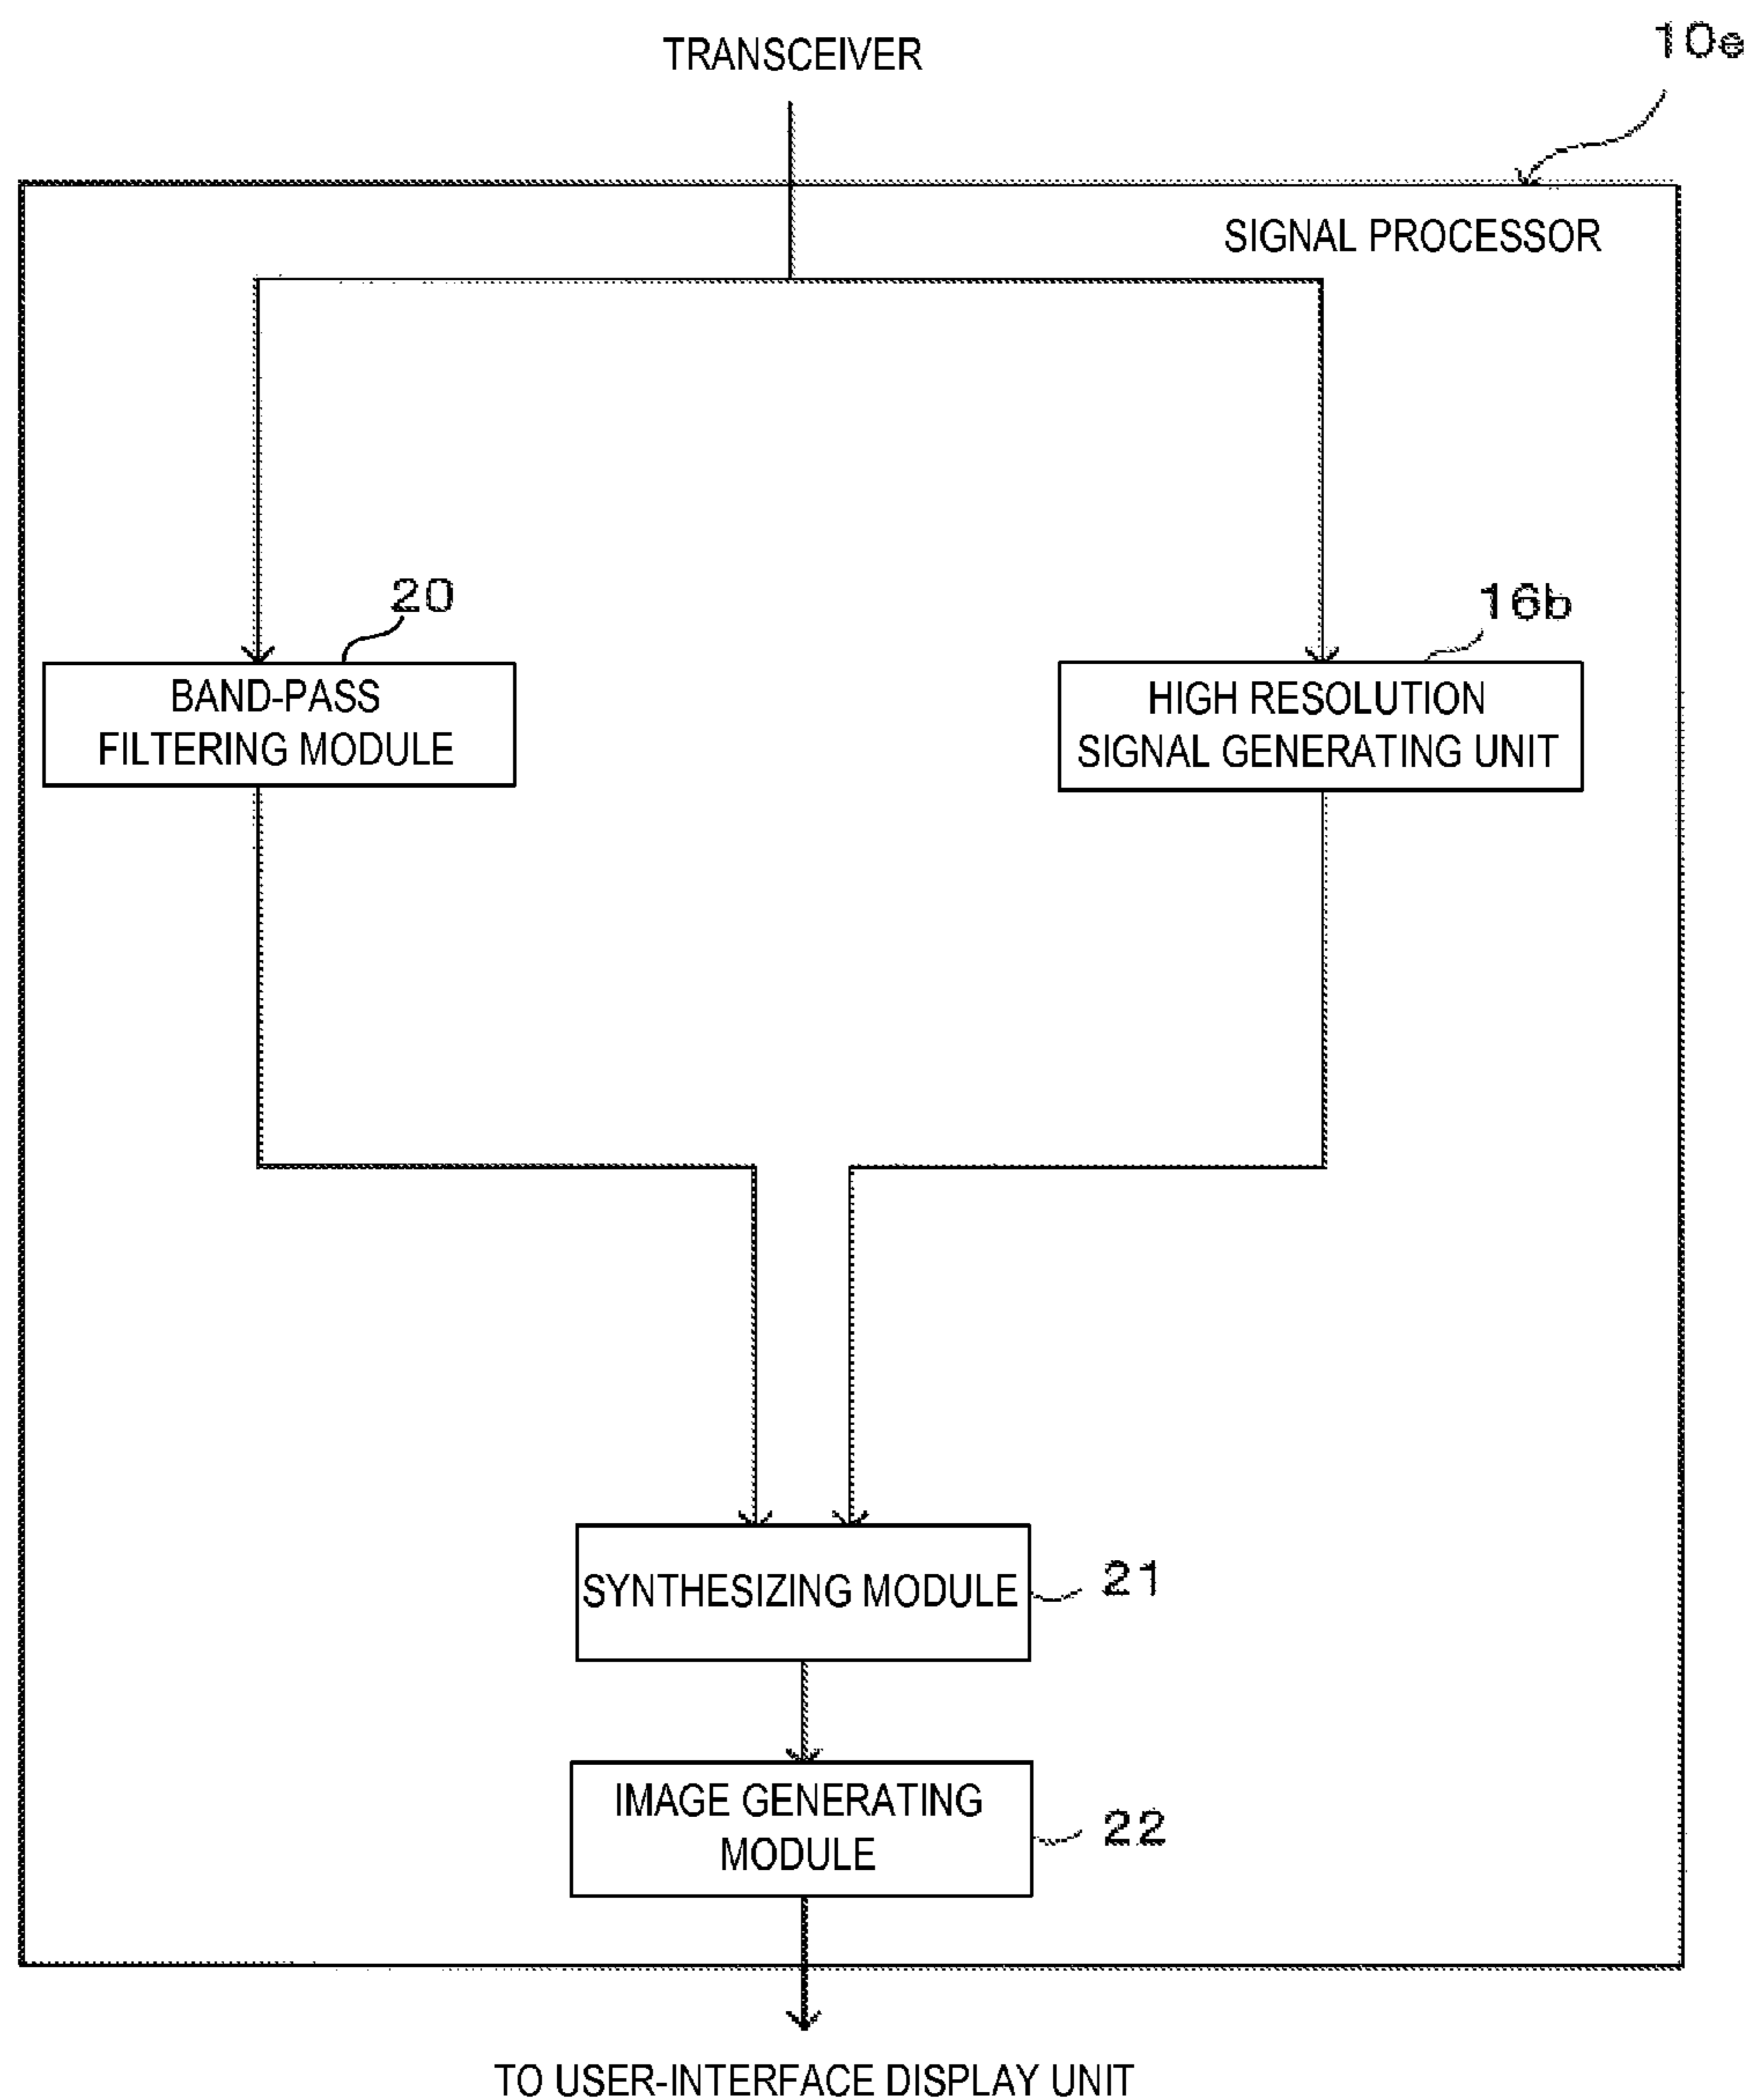 TRANSCEIVER
10e
SIGNAL PROCESSOR
20
16b
BAND-PASS
FILTERING MODULE
HIGH RESOLUTION
SIGNAL GENERATING UNIT
SYNTHESIZING MODULE
21
IMAGE GENERATING
MODULE
22
TO USER-INTERFACE DISPLAY UNIT